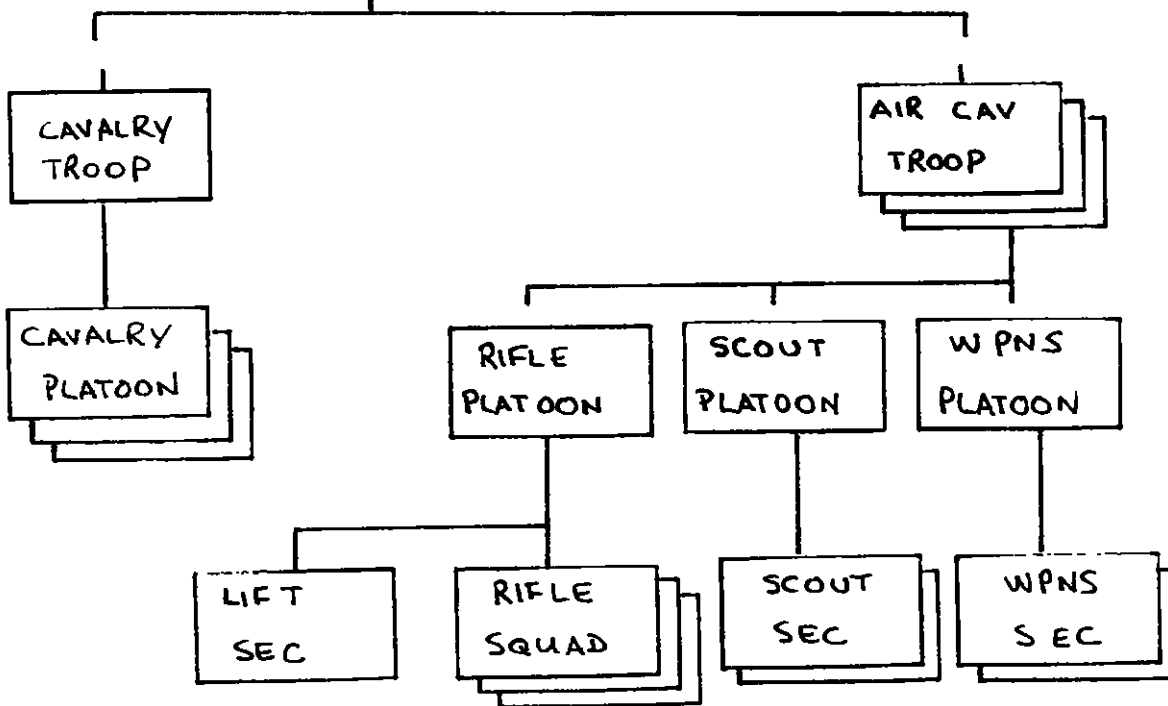 CAVALRY
TROOP
AIR CAV
TROOP
CAVALRY
PLATOON
RIFLE
PLATOON
SCOUT
PLATOON
WPNS
PLATOON
LIFT
SEC
RIFLE
SQUAD
SCOUT
SEC
WPNS
SEC